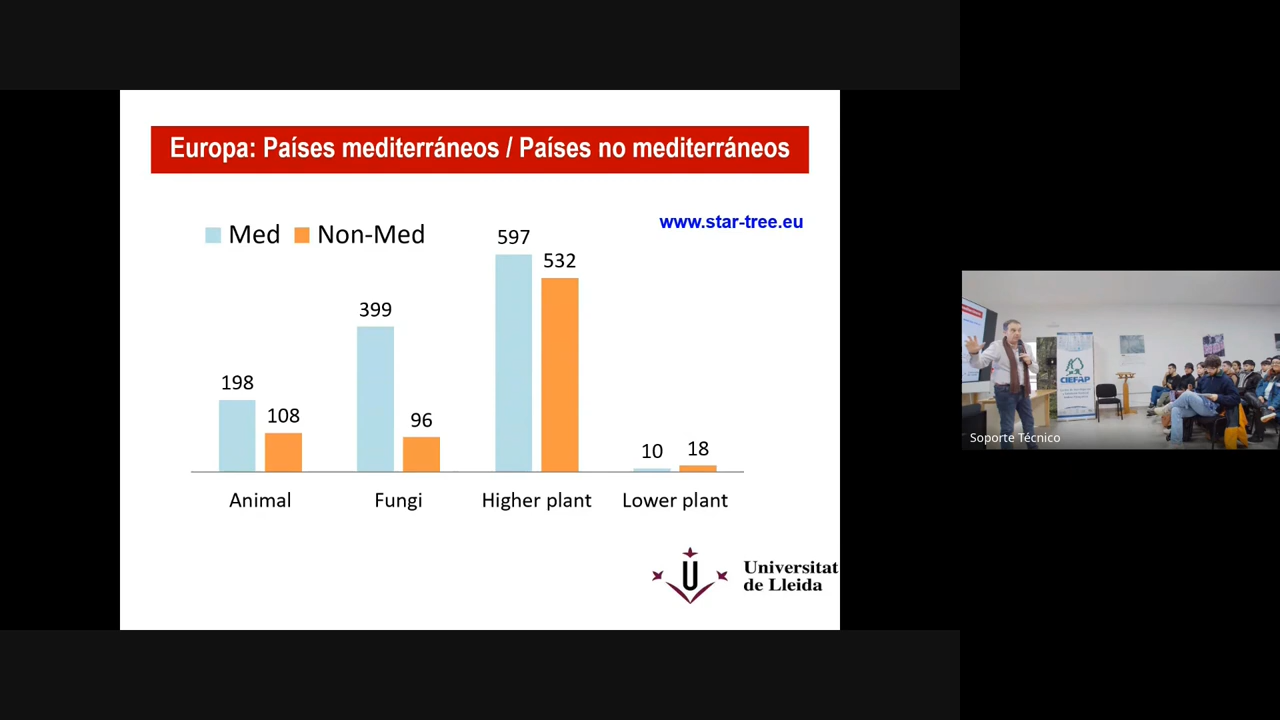 Europa: Países mediterráneos / Países no mediterráneos
www.star-tree.eu
Med Non-Med
198
108
399
96
597
532
10
18
Animal
Fungi
Higher plant
Lower plant
Universitat
de Lleida
CIEFAP
Soporte Técnico